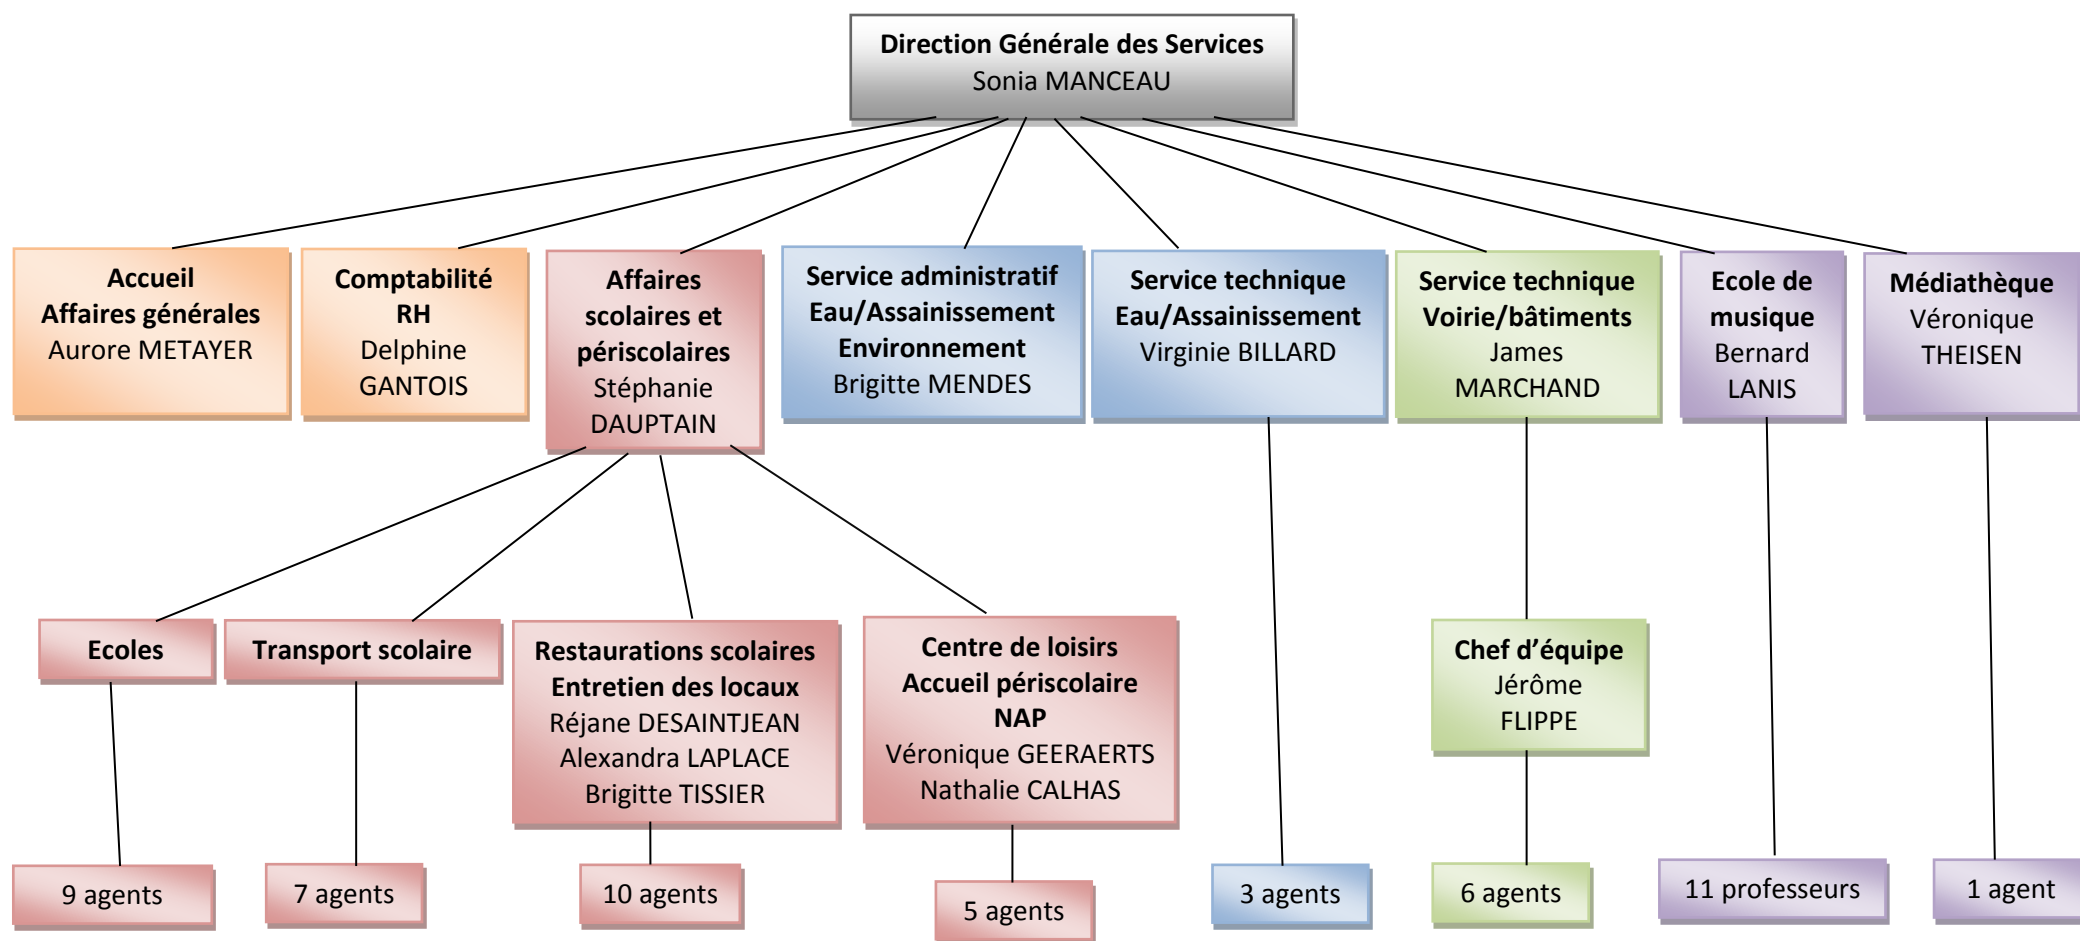 Direction Générale des Services
Sonia MANCEAU
Accueil
Affaires générales
Aurore METAYER
Comptabilité
RH
Delphine
GANTOIS
Affaires
scolaires et
périscolaires
Stéphanie
DAUPTAIN
Service administratif
Eau/Assainissement
Environnement
Brigitte MENDES
Service technique
Eau/Assainissement
Virginie BILLARD
Service technique
Voirie/bâtiments
James
MARCHAND
Ecole de
musique
Bernard
LANIS
Médiathèque
Véronique
THEISEN
Ecoles
Transport scolaire
Restaurations scolaires
Entretien des locaux
Réjane DESAINTJEAN
Alexandra LAPLACE
Brigitte TISSIER
Centre de loisirs
Accueil périscolaire
NAP
Véronique GEERAERTS
Nathalie CALHAS
Chef d’équipe
Jérôme
FLIPPE
9 agents
7 agents
10 agents
5 agents
3 agents
6 agents
11 professeurs
1 agent